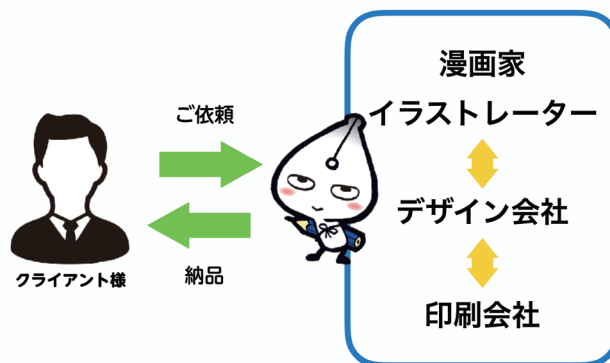 ご依頼
納品
クライアント様
漫画家
イラストレーター
デザイン会社
印刷会社